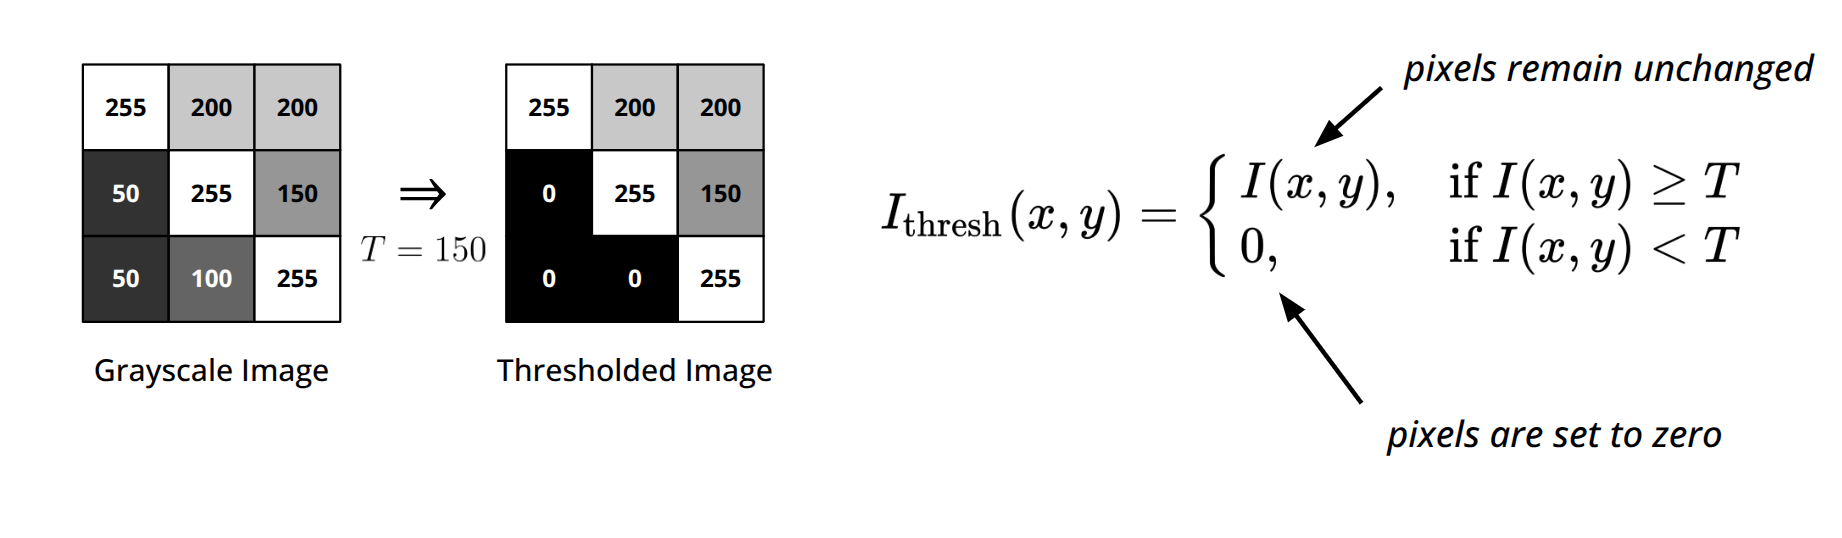 255 200 200
50 255 150
50 100 255
Grayscale Image
⇒
T = 150
255 200 200
0 255 150
0 0 255
Thresholded Image
pixels remain unchanged
I_thresh(x, y) = { I(x, y), if I(x, y) ≥ T
0, if I(x, y) < T
pixels are set to zero